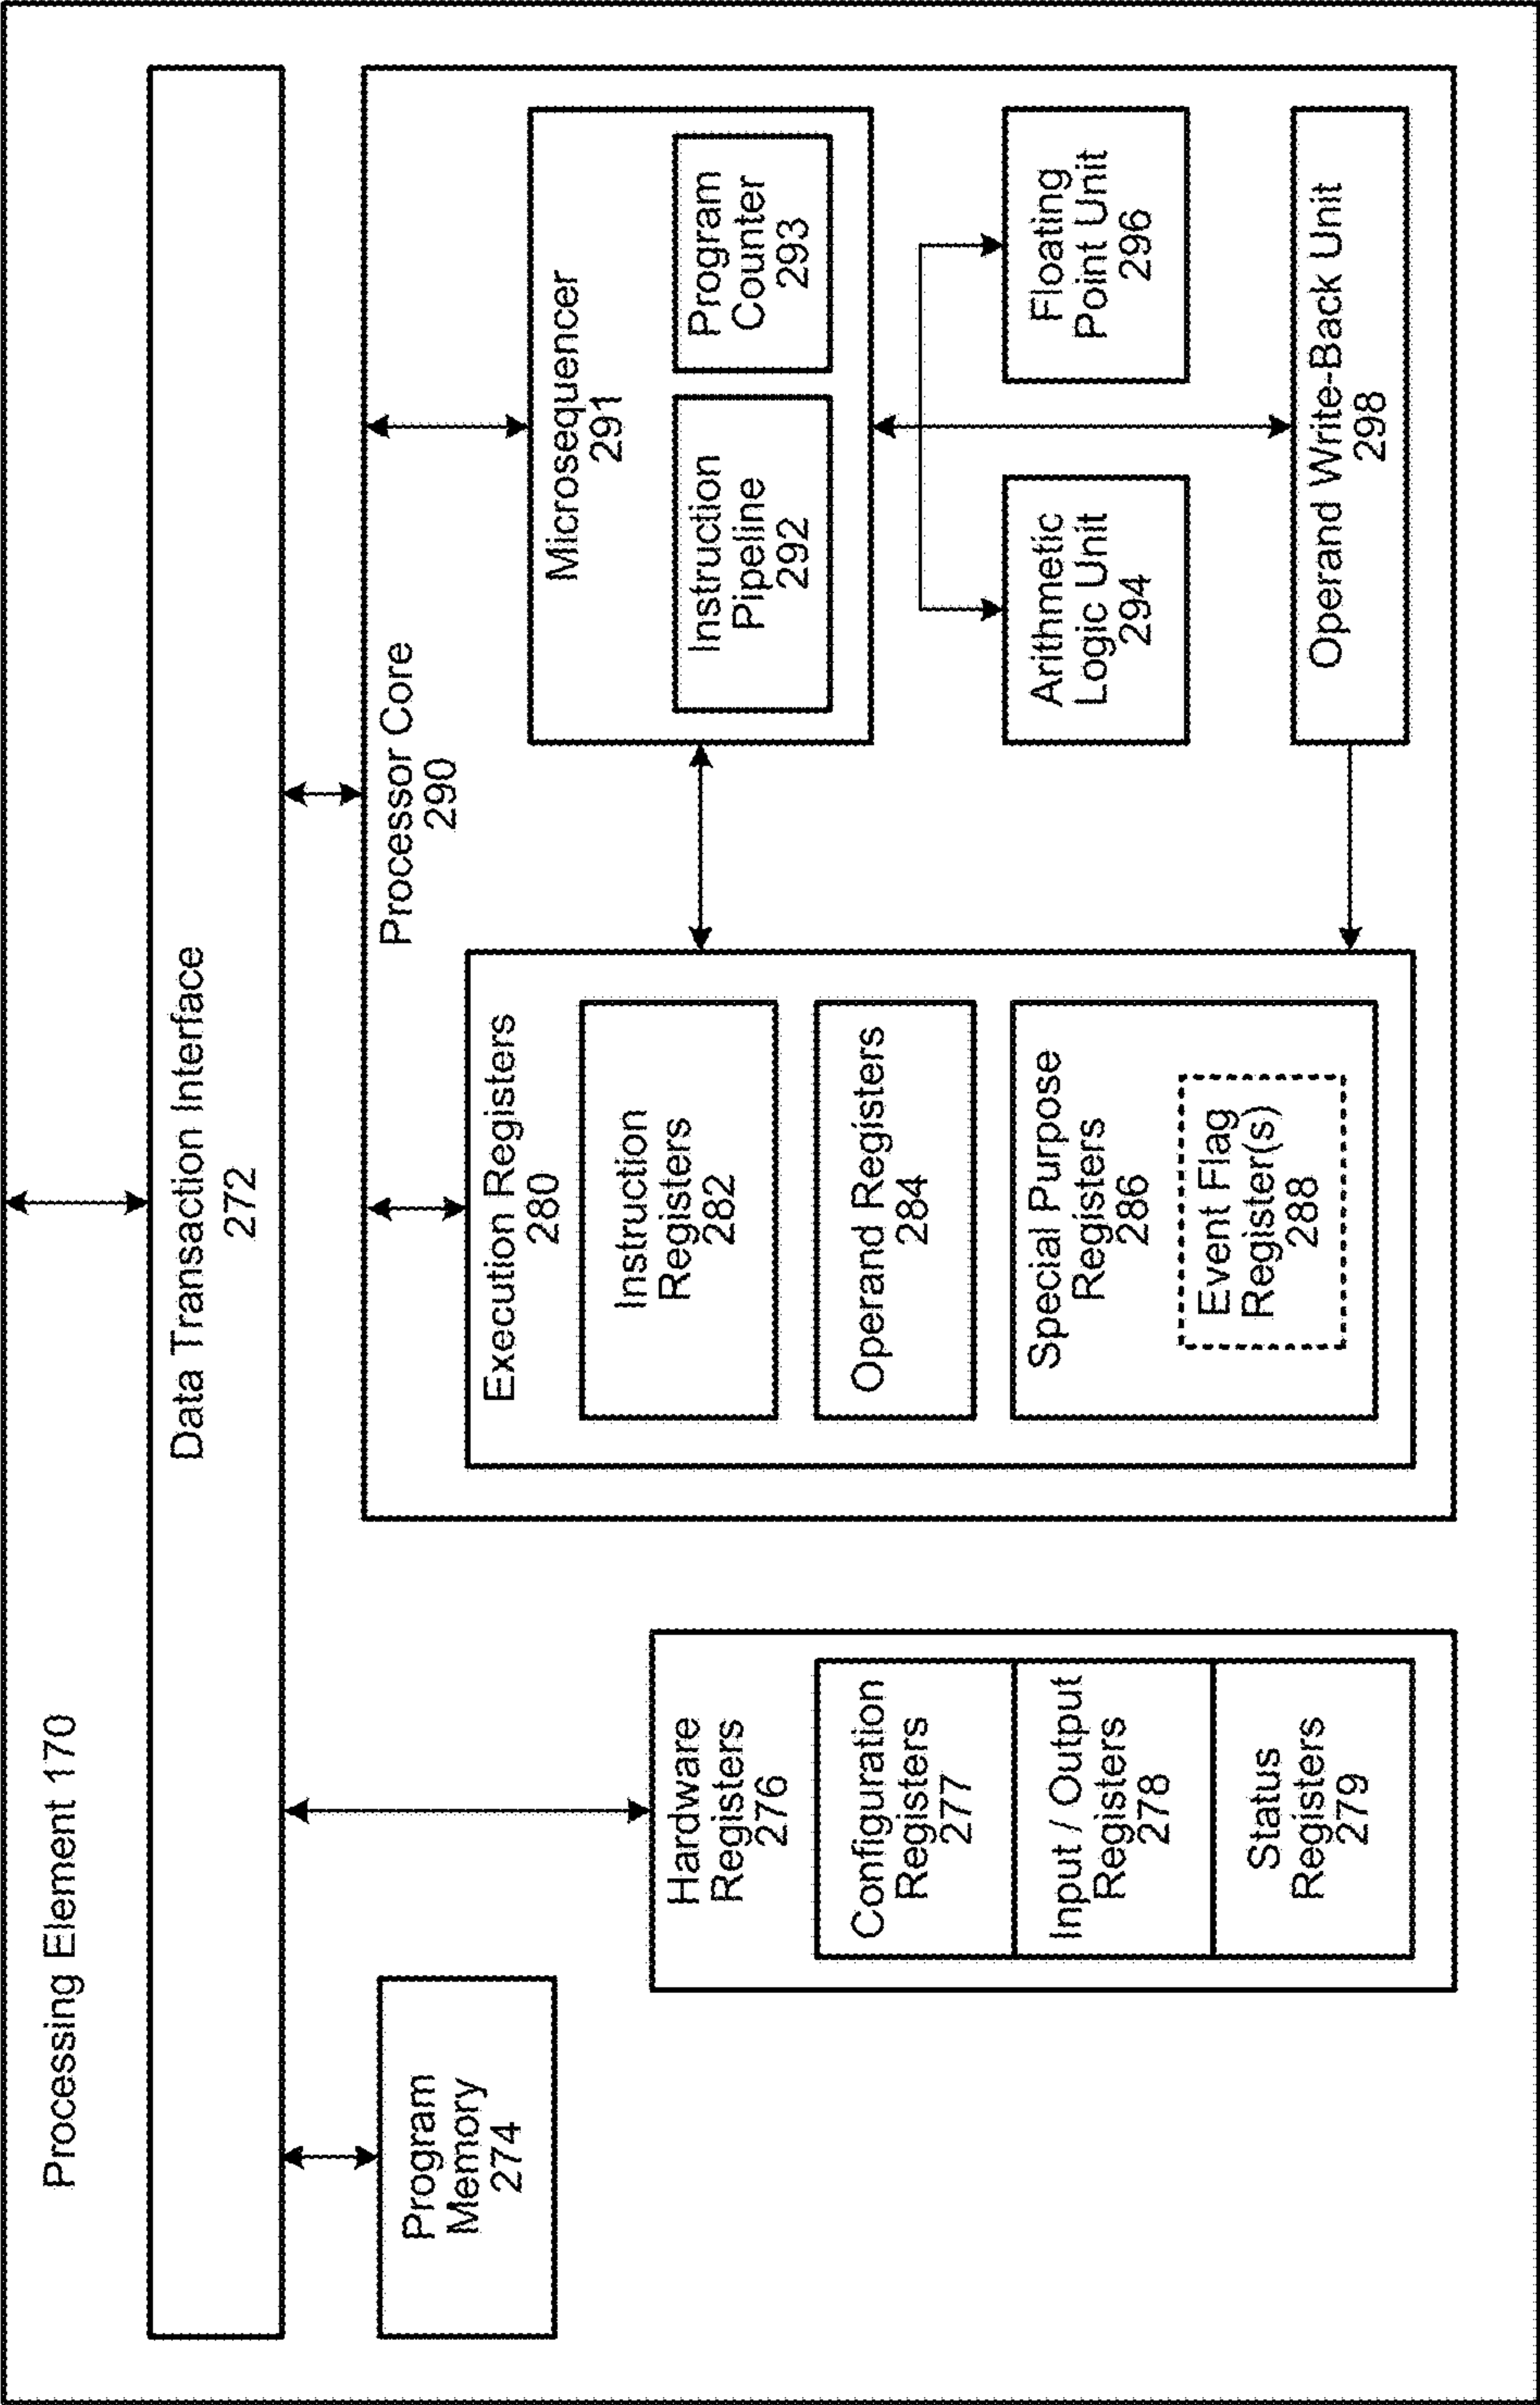 Processing Element 170
Data Transaction Interface
272
Program
Memory
274
Hardware
Registers
276
Configuration
Registers
277
Input / Output
Registers
278
Status
Registers
279
Processor Core
290
Execution Registers
280
Instruction
Registers
282
Operand Registers
284
Special Purpose
Registers
286
Event Flag
Register(s)
288
Microsequencer
291
Instruction
Pipeline
292
Program
Counter
293
Arithmetic
Logic Unit
294
Floating
Point Unit
296
Operand Write-Back Unit
298